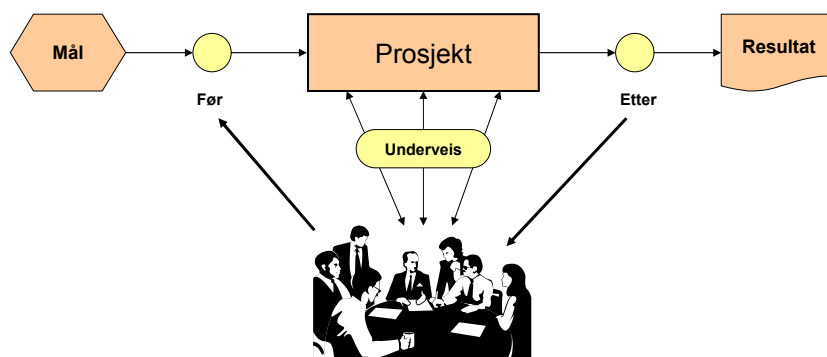 Mål
Prosjekt
Resultat
Før
Etter
Underveis